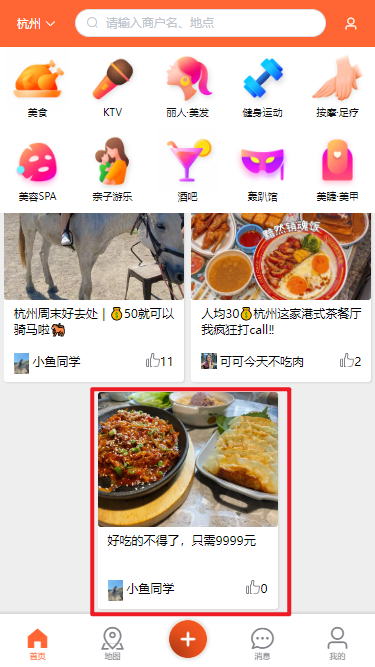 杭州
请输入商户名、地点
美食
KTV
丽人·美发
健身运动
按摩·足疗
美容SPA
亲子游乐
酒吧
轰趴馆
美睫·美甲
黯然销魂饭
杭州周末好去处｜💰50就可以
骑马啦🐎
小鱼同学
11
人均30💰杭州这家港式茶餐厅
我疯狂打call‼️
可可今天不吃肉
2
好吃的不得了，只需9999元
小鱼同学
0
首页
地图
消息
我的